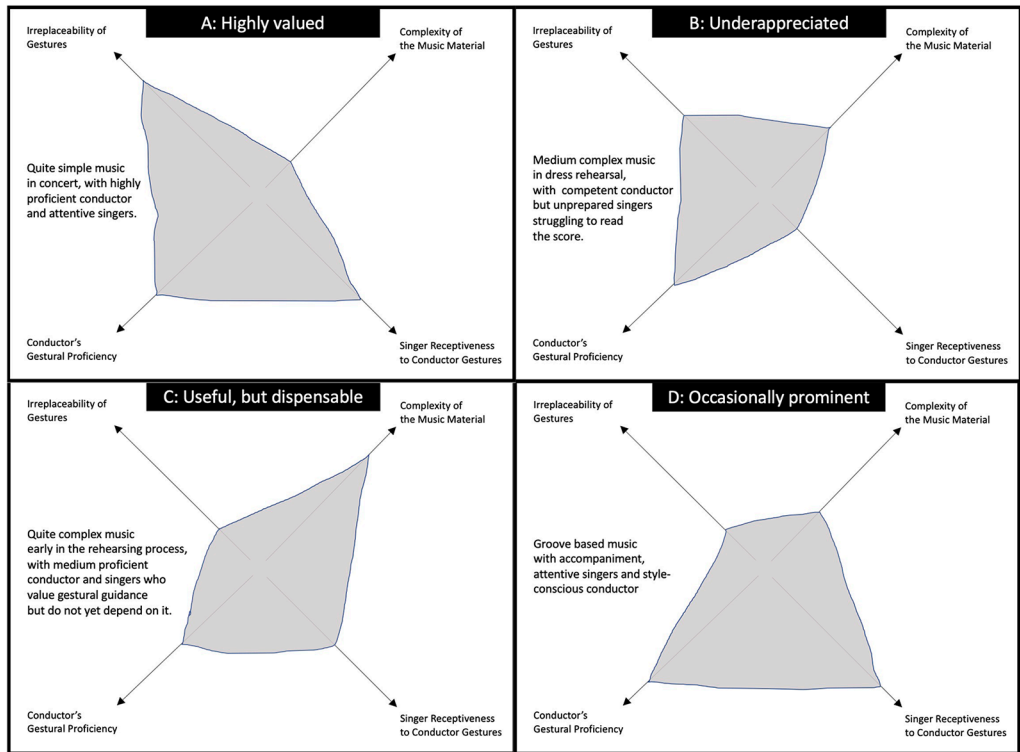 A: Highly valued
Irreplaceability of
Gestures
Complexity of
the Music Material
Quite simple music
in concert, with highly
proficient conductor
and attentive singers.
Conductor's
Gestural Proficiency
Singer Receptiveness
to Conductor Gestures
B: Underappreciated
Irreplaceability of
Gestures
Complexity of
the Music Material
Medium complex music
in dress rehearsal,
with competent conductor
but unprepared singers
struggling to read
the score.
Conductor's
Gestural Proficiency
Singer Receptiveness
to Conductor Gestures
C: Useful, but dispensable
Irreplaceability of
Gestures
Complexity of
the Music Material
Quite complex music
early in the rehearsing process,
with medium proficient
conductor and singers who
value gestural guidance
but do not yet depend on it.
Conductor's
Gestural Proficiency
Singer Receptiveness
to Conductor Gestures
D: Occasionally prominent
Irreplaceability of
Gestures
Complexity of
the Music Material
Groove based music
with accompaniment,
attentive singers and style-
conscious conductor
Conductor's
Gestural Proficiency
Singer Receptiveness
to Conductor Gestures